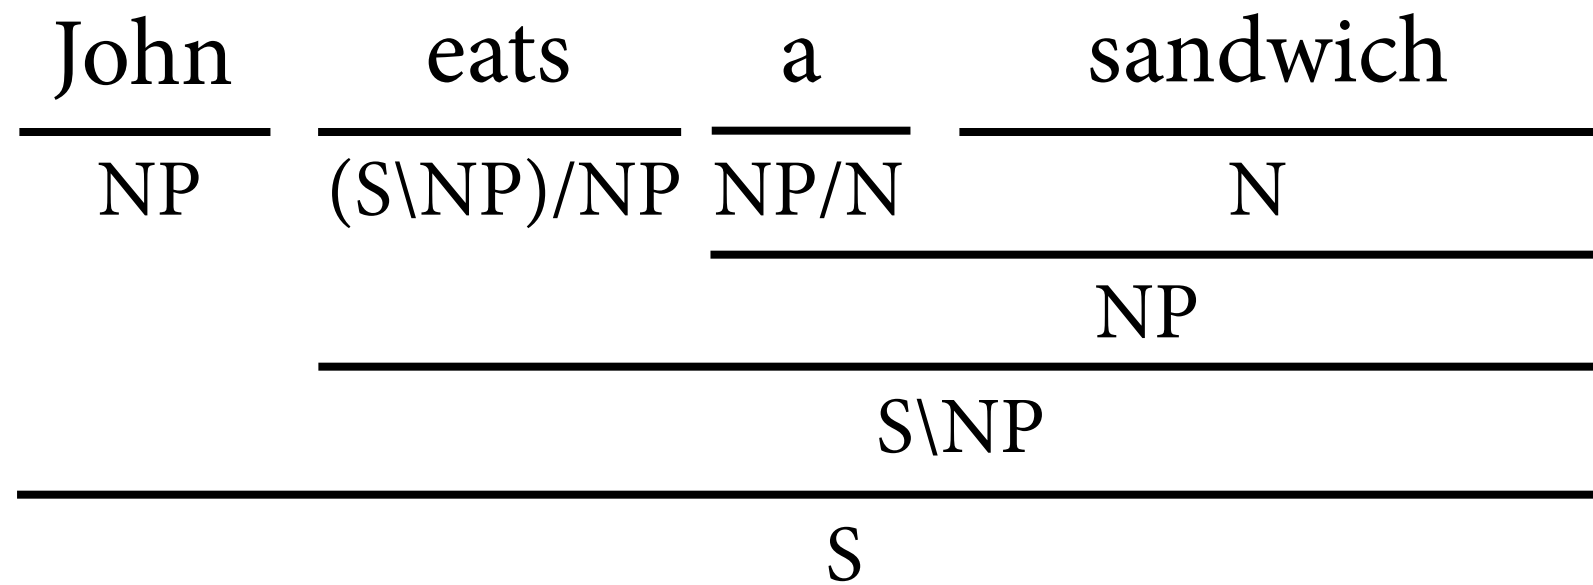 John eats a sandwich
NP (S\NP)/NP NP/N N
NP
S\NP
S